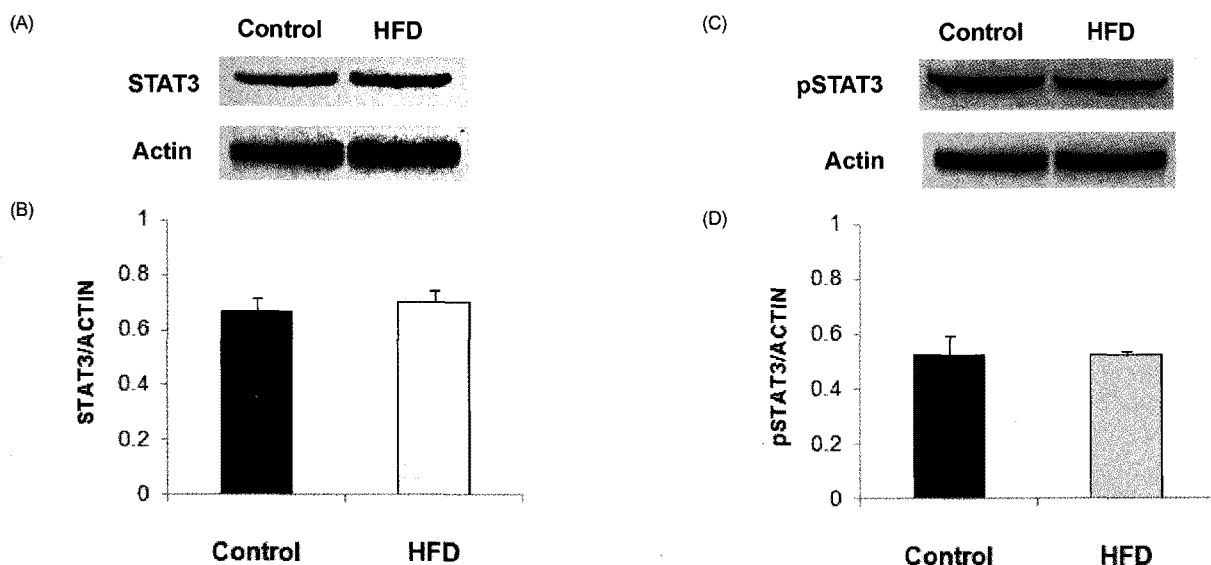 (A)
Control HFD
STAT3
Actin
(B)
1
0.8
0.6
0.4
0.2
0
STAT3/ACTIN
Control HFD
(C)
Control HFD
pSTAT3
Actin
(D)
1
0.8
0.6
0.4
0.2
0
pSTAT3/ACTIN
Control HFD